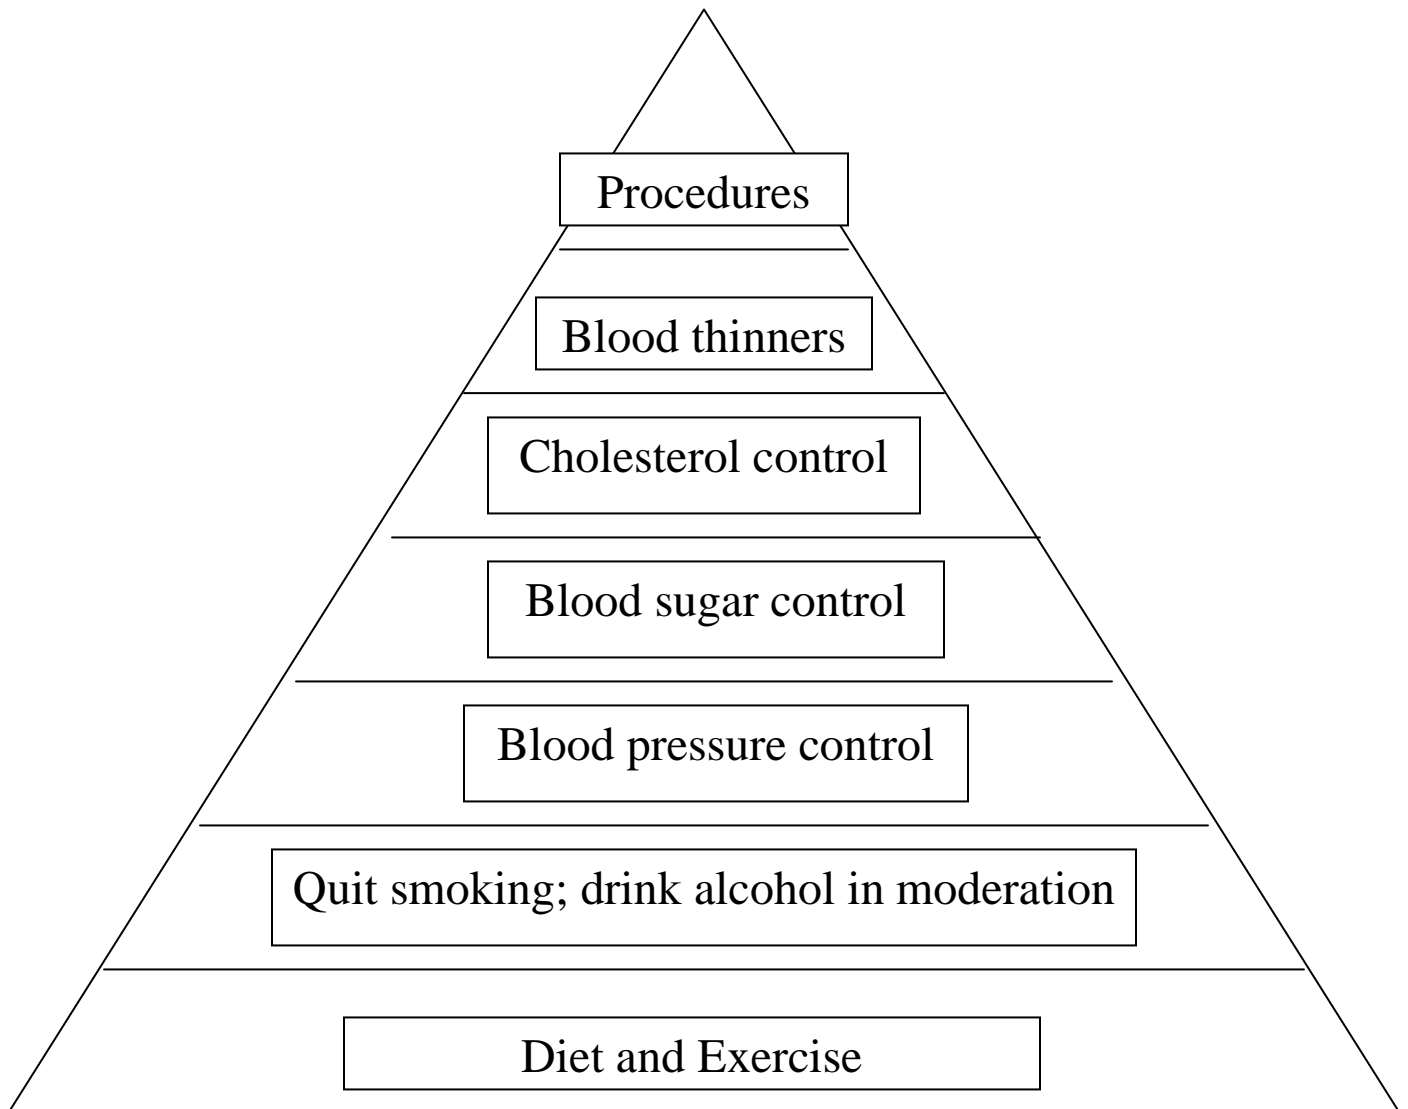 Procedures
Blood thinners
Cholesterol control
Blood sugar control
Blood pressure control
Quit smoking; drink alcohol in moderation
Diet and Exercise